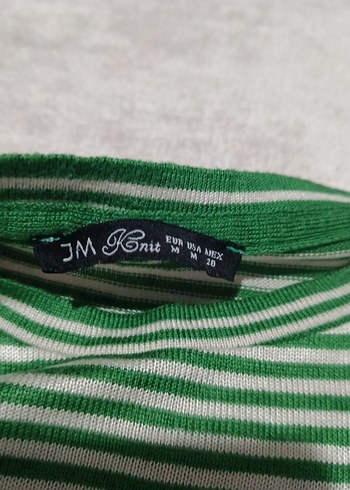 JM Knit
EUR USA MEX
M M 28